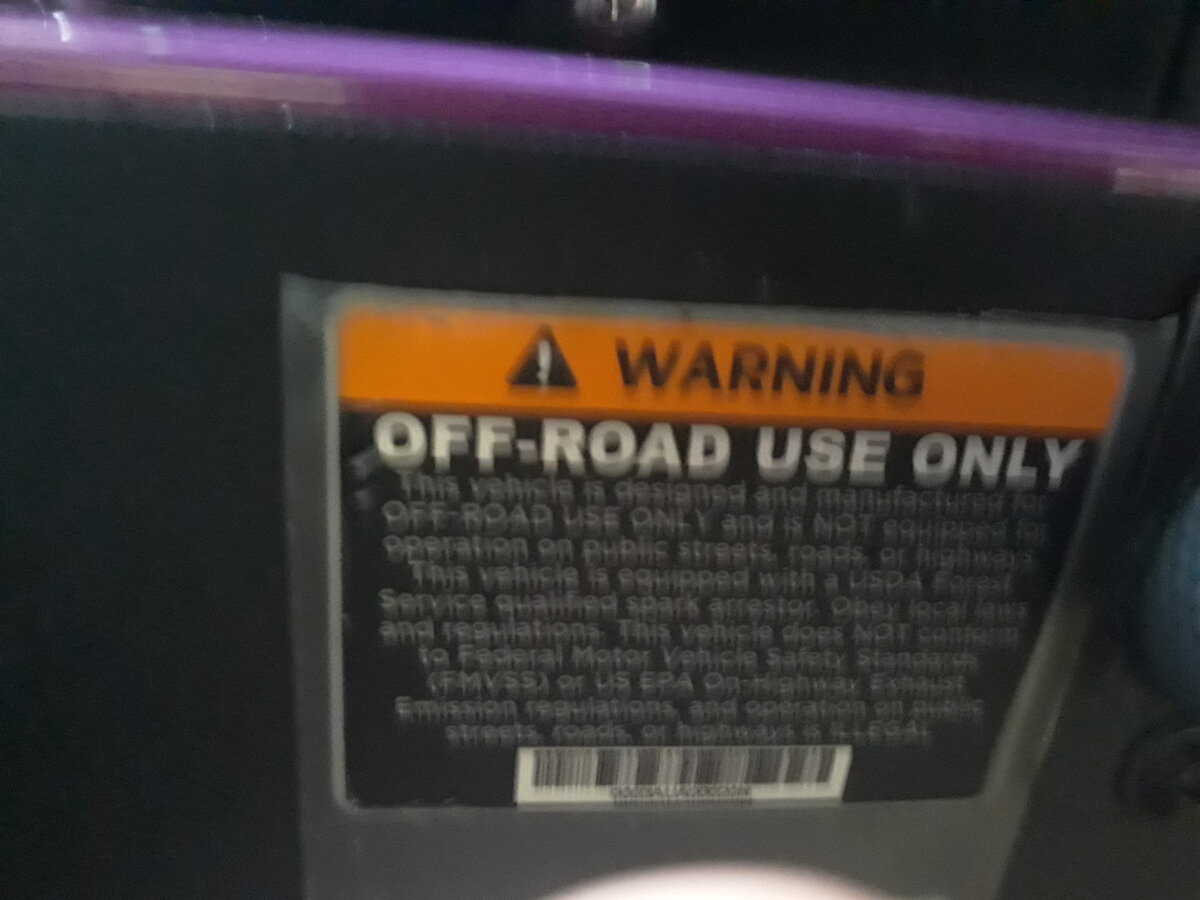 WARNING
OFF-ROAD USE ONLY
This vehicle is designed and manufactured for
OFF-ROAD USE ONLY and is NOT equipped for
operation on public streets, roads, or highways.
This vehicle is equipped with a USDA Forest
Service qualified spark arrestor. Obey local laws
and regulations. This vehicle does NOT conform
to Federal Motor Vehicle Safety Standards
(FMVSS) or US EPA On-Highway Exhaust
Emission regulations, and operation on public
streets, roads, or highways is ILLEGAL